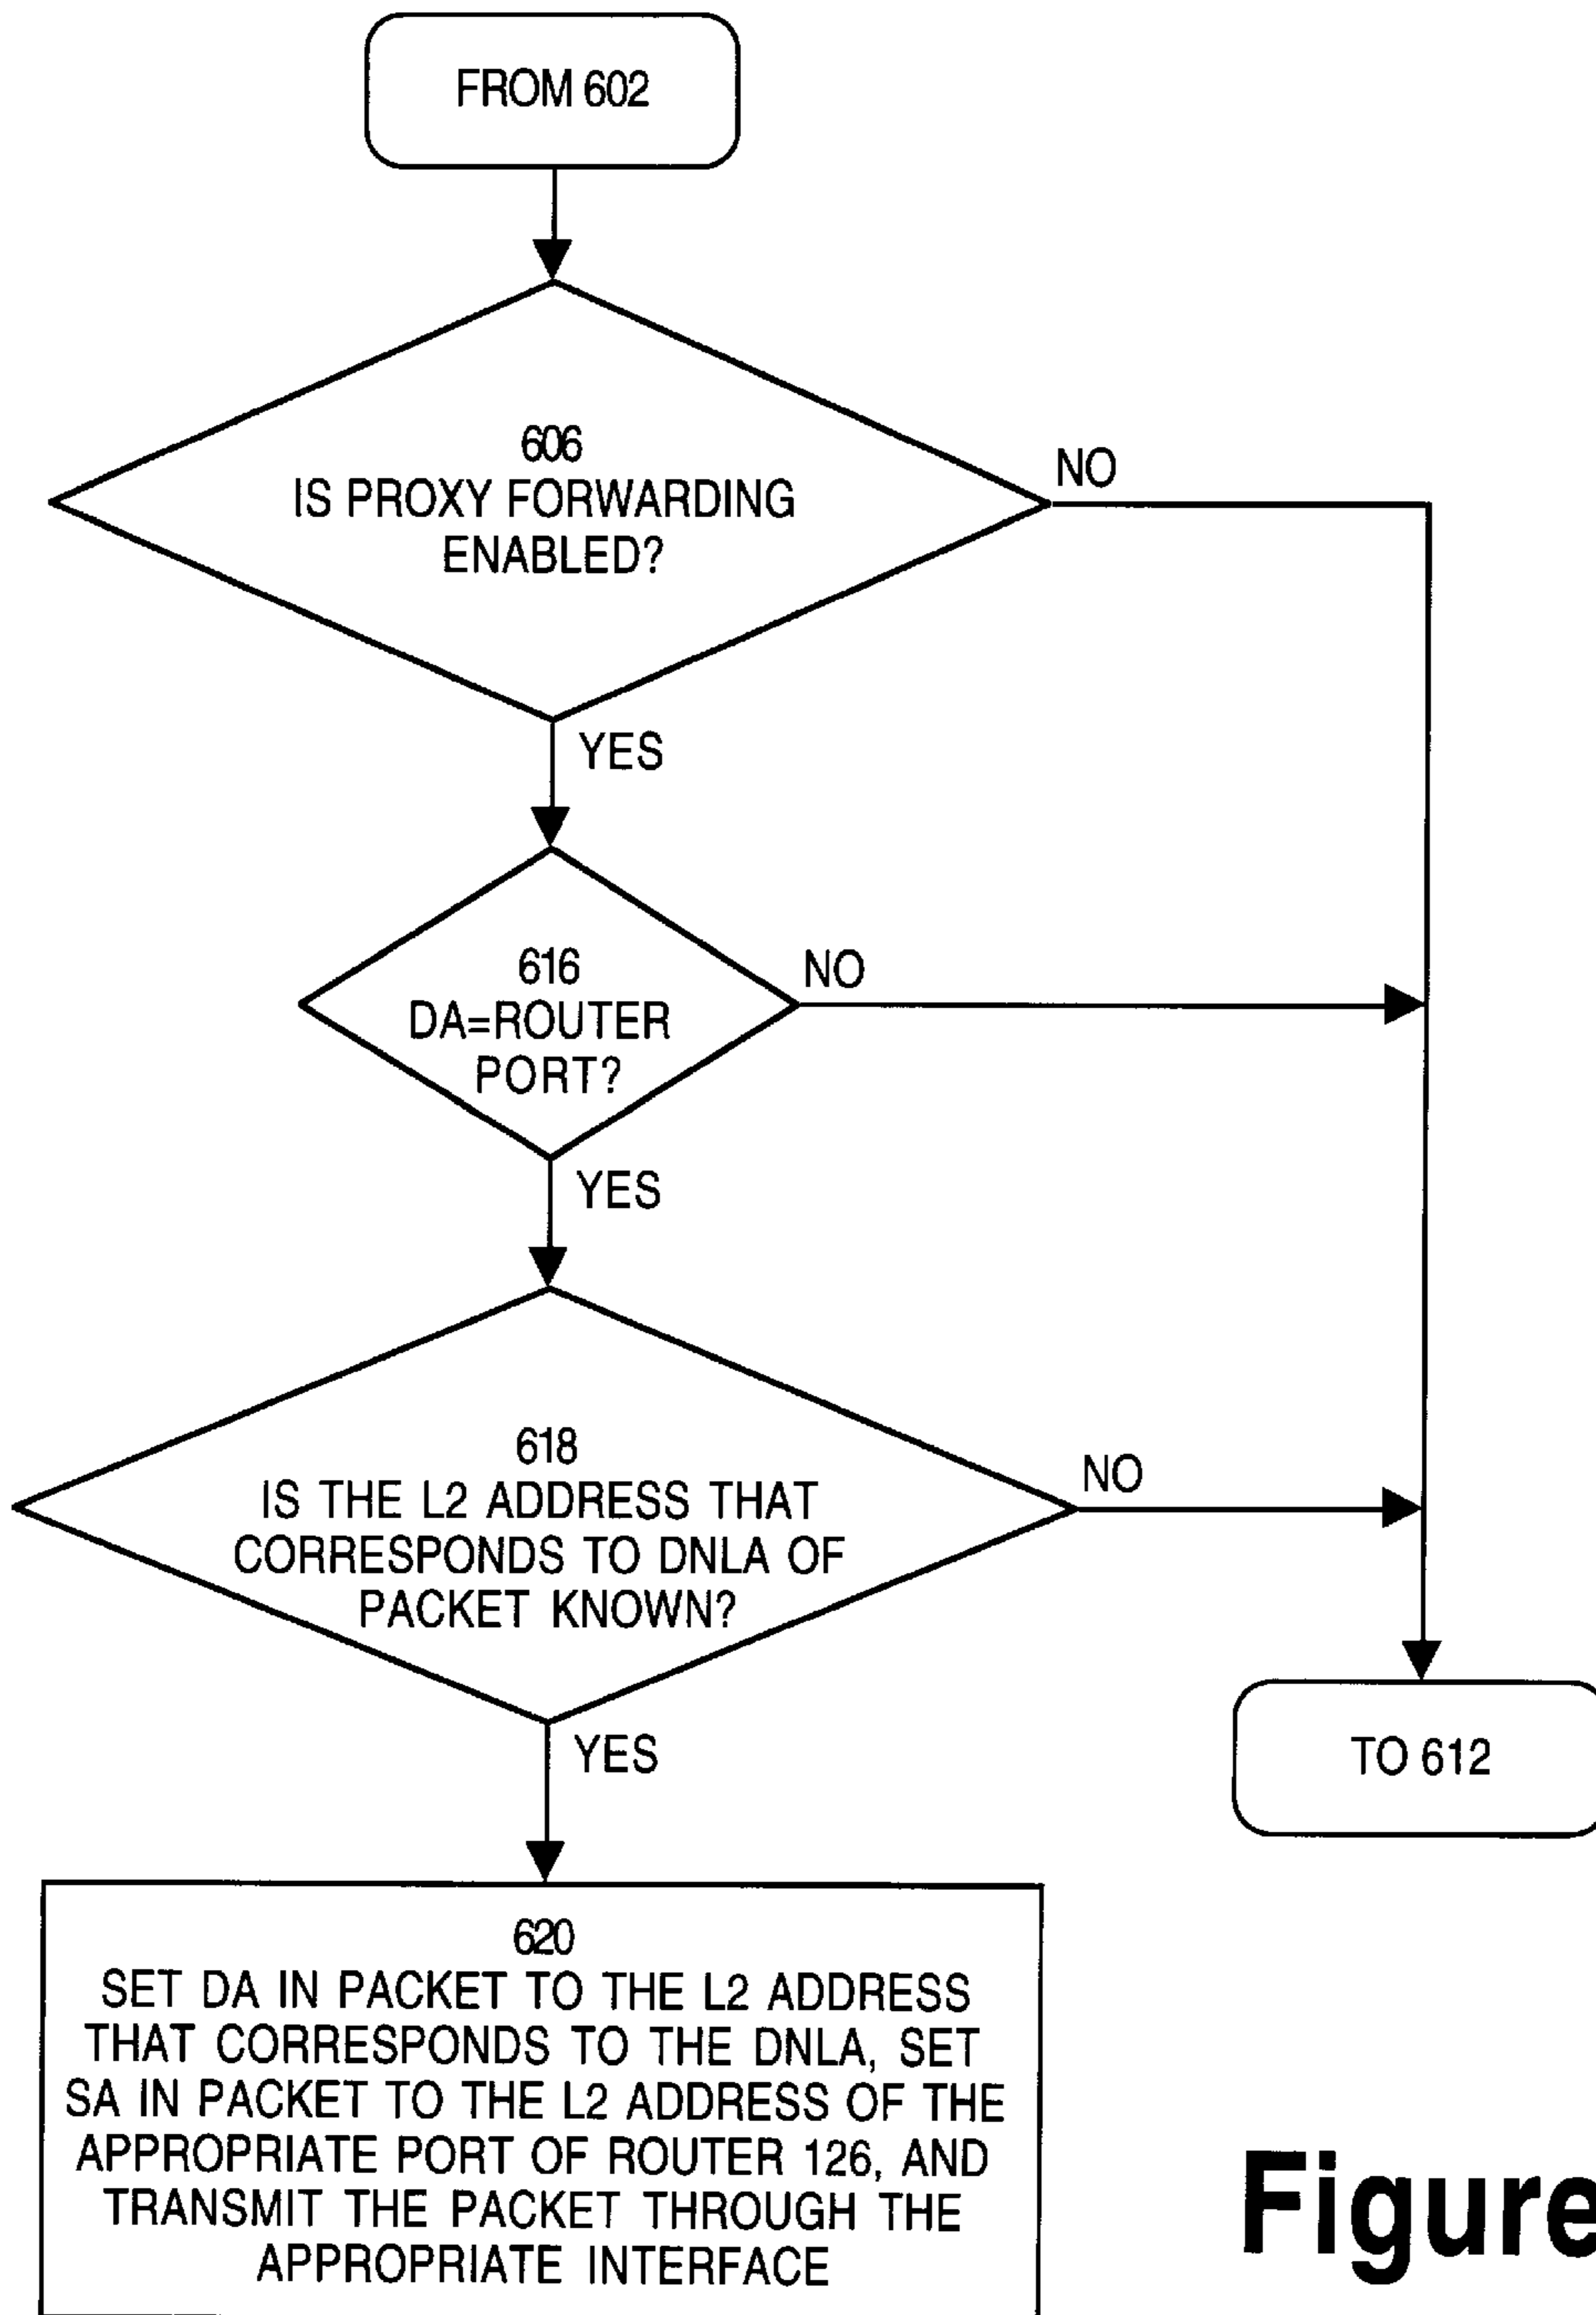 FROM 602
606
IS PROXY FORWARDING
ENABLED?
NO
YES
616
DA=ROUTER
PORT?
NO
YES
618
IS THE L2 ADDRESS THAT
CORRESPONDS TO DNLA OF
PACKET KNOWN?
NO
YES
TO 612
620
SET DA IN PACKET TO THE L2 ADDRESS
THAT CORRESPONDS TO THE DNLA, SET
SA IN PACKET TO THE L2 ADDRESS OF THE
APPROPRIATE PORT OF ROUTER 126, AND
TRANSMIT THE PACKET THROUGH THE
APPROPRIATE INTERFACE
Figure